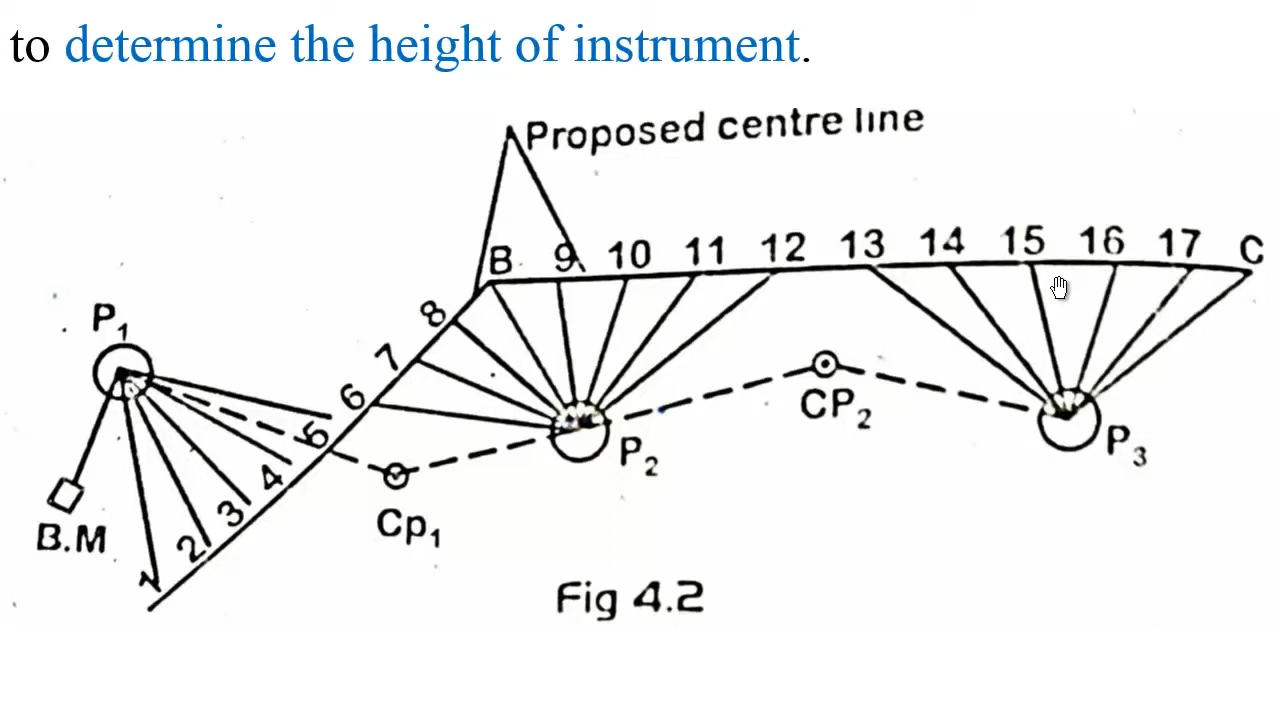 to determine the height of instrument.
Proposed centre line
B 9 10 11 12 13 14 15 16 17 C
P1
8
7
6
5
4
3
2
1
B.M
Cp1
P2
CP2
P3
Fig 4.2